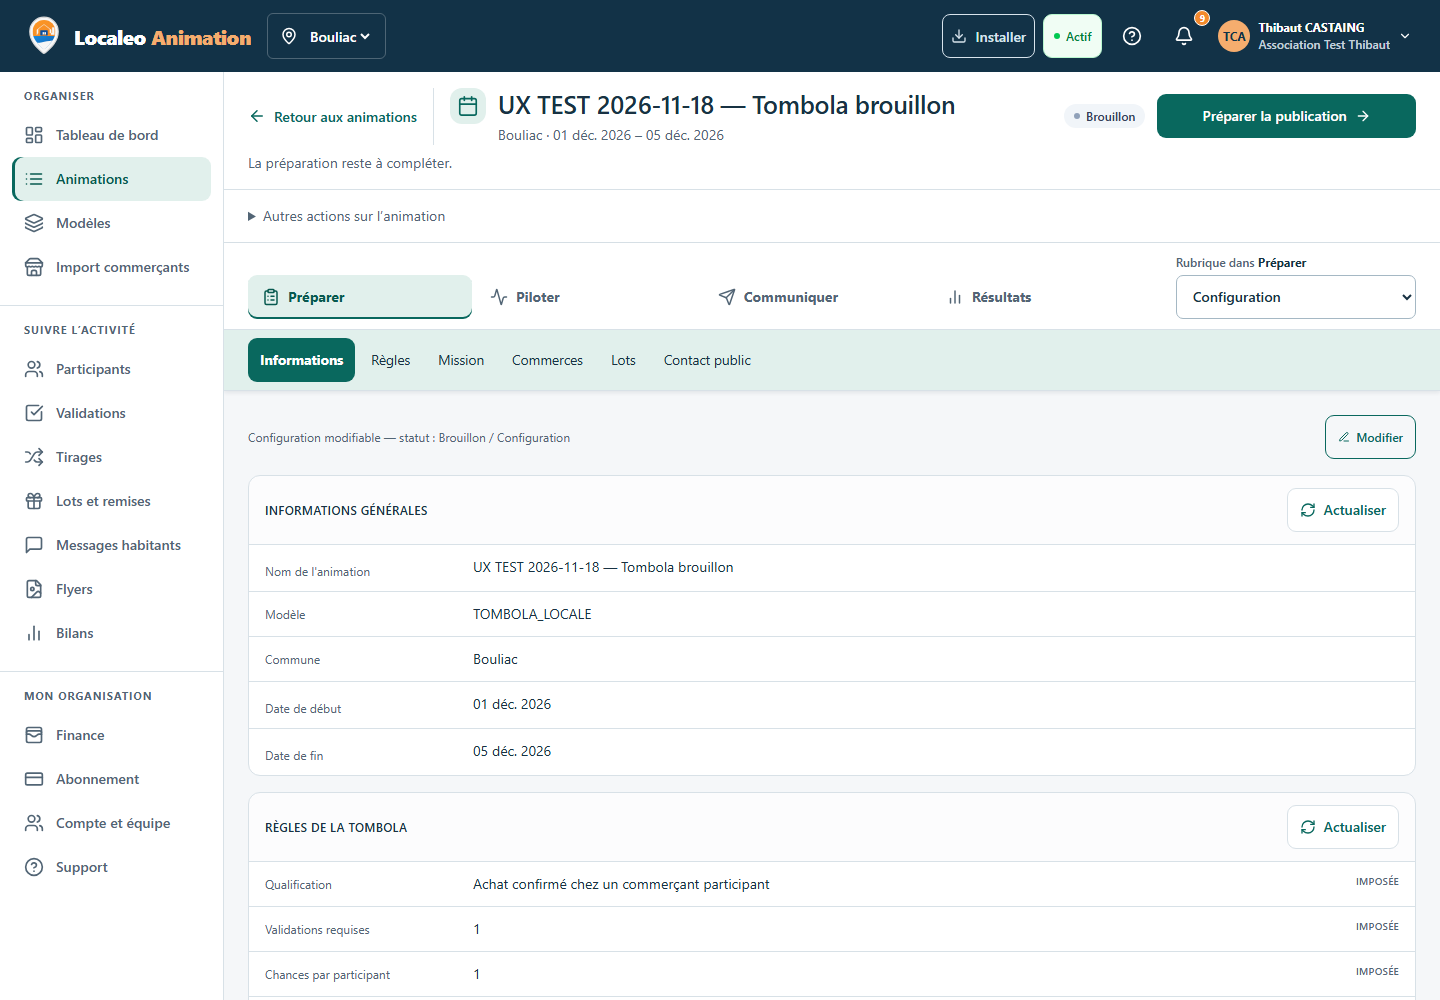 Localeo Animation
Bouliac
Installer
Actif
9
TCA
Thibaut CASTAING
Association Test Thibaut
ORGANISER
Tableau de bord
Animations
Modèles
Import commerçants
SUIVRE L'ACTIVITÉ
Participants
Validations
Tirages
Lots et remises
Messages habitants
Flyers
Bilans
MON ORGANISATION
Finance
Abonnement
Compte et équipe
Support
Retour aux animations
UX TEST 2026-11-18 — Tombola brouillon
Bouliac · 01 déc. 2026 – 05 déc. 2026
Brouillon
Préparer la publication
La préparation reste à compléter.
Autres actions sur l'animation
Préparer
Piloter
Communiquer
Résultats
Rubrique dans Préparer
Configuration
Informations
Règles
Mission
Commerces
Lots
Contact public
Configuration modifiable — statut : Brouillon / Configuration
Modifier
INFORMATIONS GÉNÉRALES
Actualiser
Nom de l'animation
UX TEST 2026-11-18 — Tombola brouillon
Modèle
TOMBOLA_LOCALE
Commune
Bouliac
Date de début
01 déc. 2026
Date de fin
05 déc. 2026
RÈGLES DE LA TOMBOLA
Actualiser
Qualification
Achat confirmé chez un commerçant participant
IMPOSÉE
Validations requises
1
IMPOSÉE
Chances par participant
1
IMPOSÉE